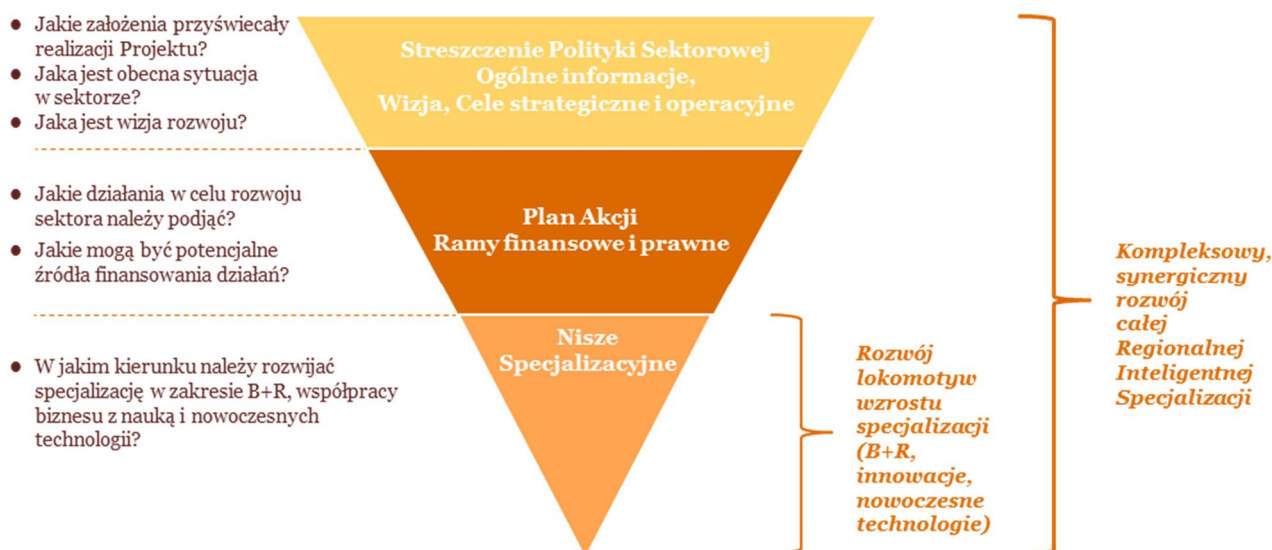 ● Jakie założenia przyświecały
realizacji Projektu?
● Jaka jest obecna sytuacja
w sektorze?
● Jaka jest wizja rozwoju?
Streszczenie Polityki Sektorowej
Ogólne informacje,
Wizja, Cele strategiczne i operacyjne
● Jakie działania w celu rozwoju
sektora należy podjąć?
● Jakie mogą być potencjalne
źródła finansowania działań?
Plan Akcji
Ramy finansowe i prawne
● W jakim kierunku należy rozwijać
specjalizację w zakresie B+R, współpracy
biznesu z nauką i nowoczesnych
technologii?
Nisze
Specjalizacyjne
Rozwój
lokomotyw
wzrostu
specjalizacji
(B+R,
innowacje,
nowoczesne
technologie)
Kompleksowy,
synergiczny
rozwój
całej
Regionalnej
Inteligentnej
Specjalizacji